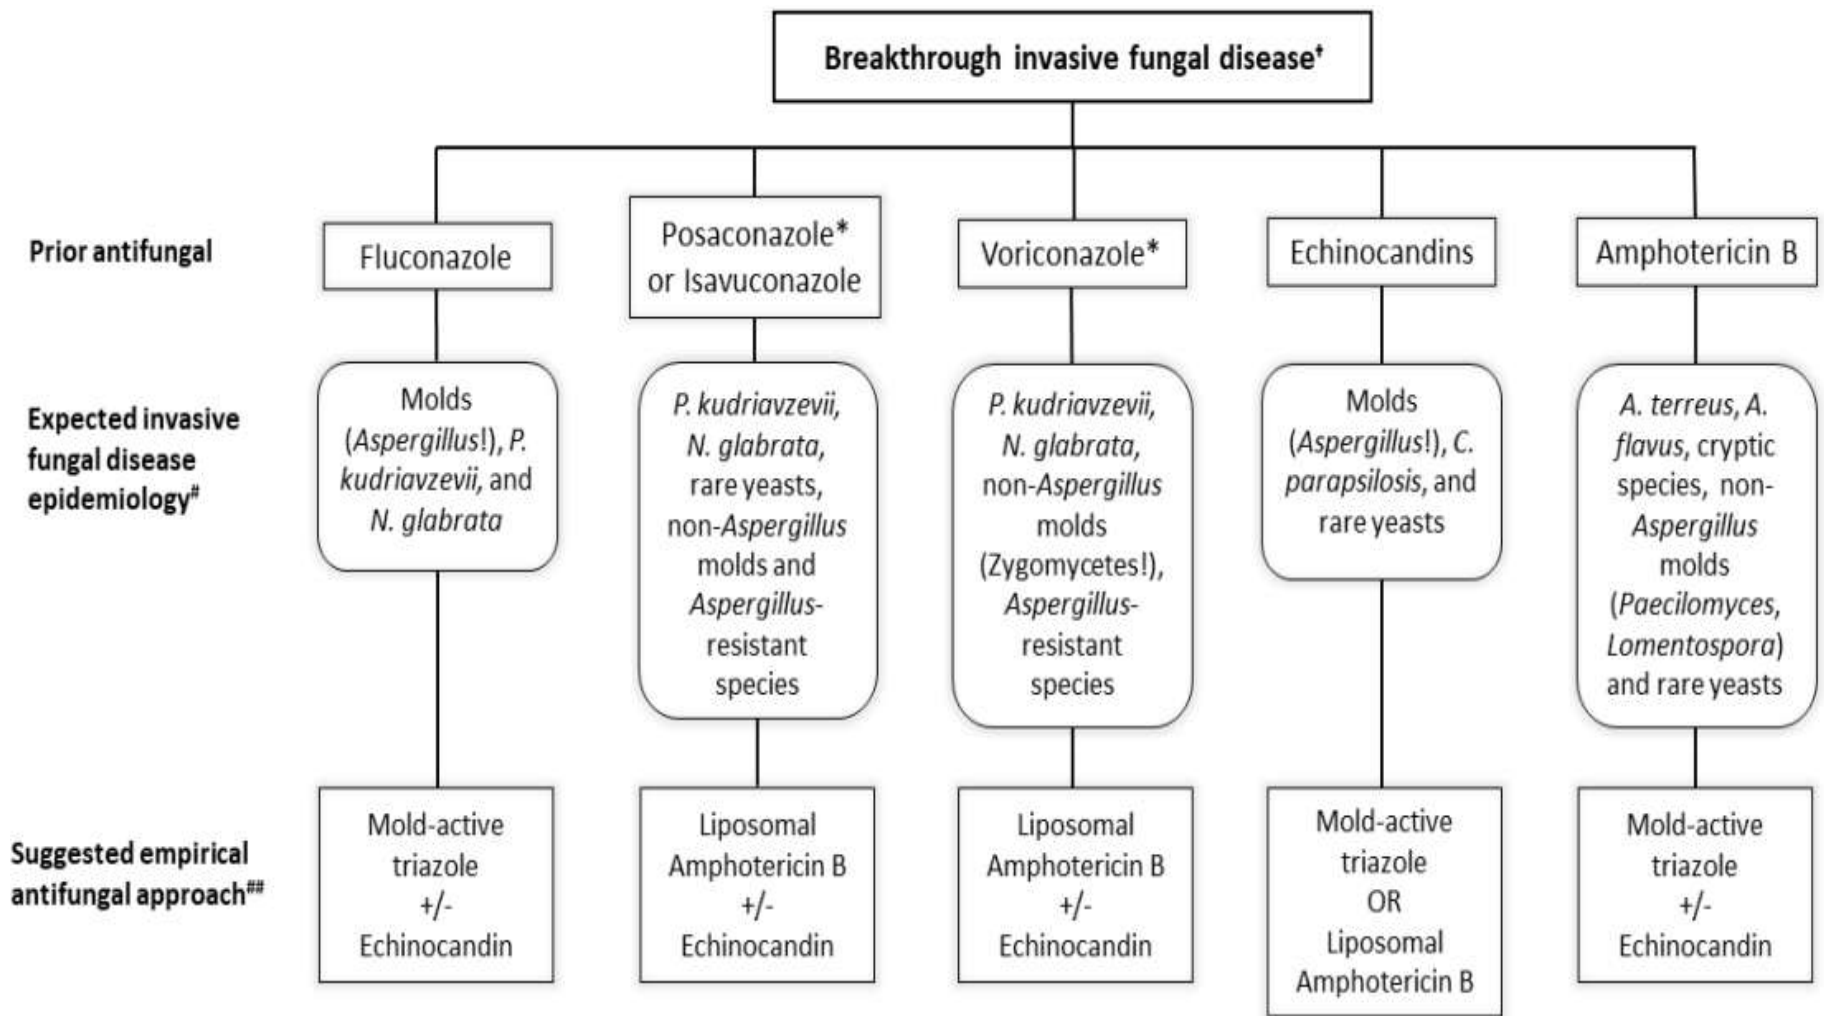 Breakthrough invasive fungal disease†
Prior antifungal
Fluconazole
Posaconazole*
or Isavuconazole
Voriconazole*
Echinocandins
Amphotericin B
Expected invasive
fungal disease
epidemiology#
Molds
(Aspergillus!), P.
kudriavzevii, and
N. glabrata
P. kudriavzevii,
N. glabrata,
rare yeasts,
non-Aspergillus
molds and
Aspergillus-
resistant
species
P. kudriavzevii,
N. glabrata,
non-Aspergillus
molds
(Zygomycetes!),
Aspergillus-
resistant
species
Molds
(Aspergillus!), C.
parapsilosis, and
rare yeasts
A. terreus, A.
flavus, cryptic
species, non-
Aspergillus
molds
(Paecilomyces,
Lomentospora)
and rare yeasts
Suggested empirical
antifungal approach##
Mold-active
triazole
+/-
Echinocandin
Liposomal
Amphotericin B
+/-
Echinocandin
Liposomal
Amphotericin B
+/-
Echinocandin
Mold-active
triazole
OR
Liposomal
Amphotericin B
Mold-active
triazole
+/-
Echinocandin